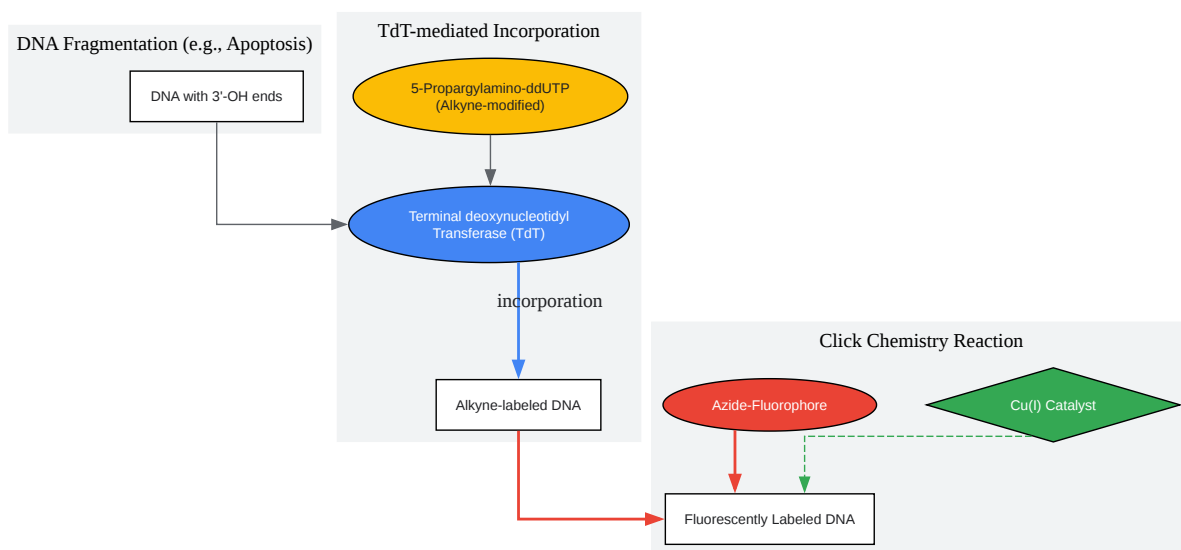 DNA Fragmentation (e.g., Apoptosis)
DNA with 3'-OH ends
TdT-mediated Incorporation
5-Propargylamino-ddUTP
(Alkyne-modified)
Terminal deoxynucleotidyl
Transferase (TdT)
incorporation
Alkyne-labeled DNA
Click Chemistry Reaction
Azide-Fluorophore
Cu(I) Catalyst
Fluorescently Labeled DNA